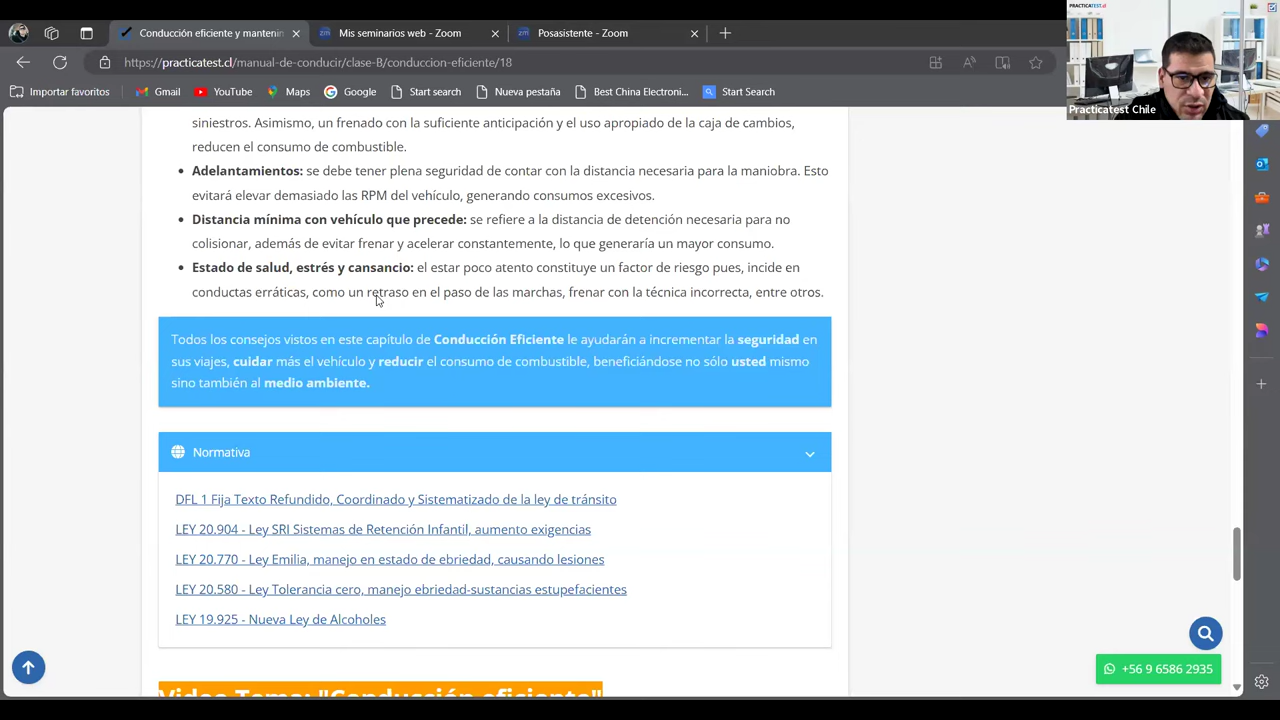 Conducción eficiente y mantenin
Mis seminarios web - Zoom
Posasistente - Zoom
https://practicatest.cl/manual-de-conducir/clase-B/conduccion-eficiente/18
Importar favoritos
Gmail
YouTube
Maps
Google
Start search
Nueva pestaña
Best China Electroni...
Start Search
PRACTICATEST.cl
Practicatest Chile
siniestros. Asimismo, un frenado con la suficiente anticipación y el uso apropiado de la caja de cambios,
reducen el consumo de combustible.
Adelantamientos: se debe tener plena seguridad de contar con la distancia necesaria para la maniobra. Esto
evitará elevar demasiado las RPM del vehículo, generando consumos excesivos.
Distancia mínima con vehículo que precede: se refiere a la distancia de detención necesaria para no
colisionar, además de evitar frenar y acelerar constantemente, lo que generaría un mayor consumo.
Estado de salud, estrés y cansancio: el estar poco atento constituye un factor de riesgo pues, incide en
conductas erráticas, como un retraso en el paso de las marchas, frenar con la técnica incorrecta, entre otros.
Todos los consejos vistos en este capítulo de Conducción Eficiente le ayudarán a incrementar la seguridad en
sus viajes, cuidar más el vehículo y reducir el consumo de combustible, beneficiándose no sólo usted mismo
sino también al medio ambiente.
Normativa
DFL 1 Fija Texto Refundido, Coordinado y Sistematizado de la ley de tránsito
LEY 20.904 - Ley SRI Sistemas de Retención Infantil, aumento exigencias
LEY 20.770 - Ley Emilia, manejo en estado de ebriedad, causando lesiones
LEY 20.580 - Ley Tolerancia cero, manejo ebriedad-sustancias estupefacientes
LEY 19.925 - Nueva Ley de Alcoholes
+56 9 6586 2935
Video Tema: "Conducción eficiente"